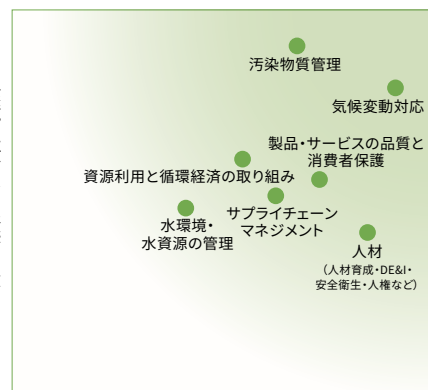 汚染物質管理
気候変動対応
製品・サービスの品質と
消費者保護
資源利用と循環経済の取り組み
サプライチェーン
マネジメント
水環境・
水資源の管理
人材
（人材育成・DE&I・
安全衛生・人権など）